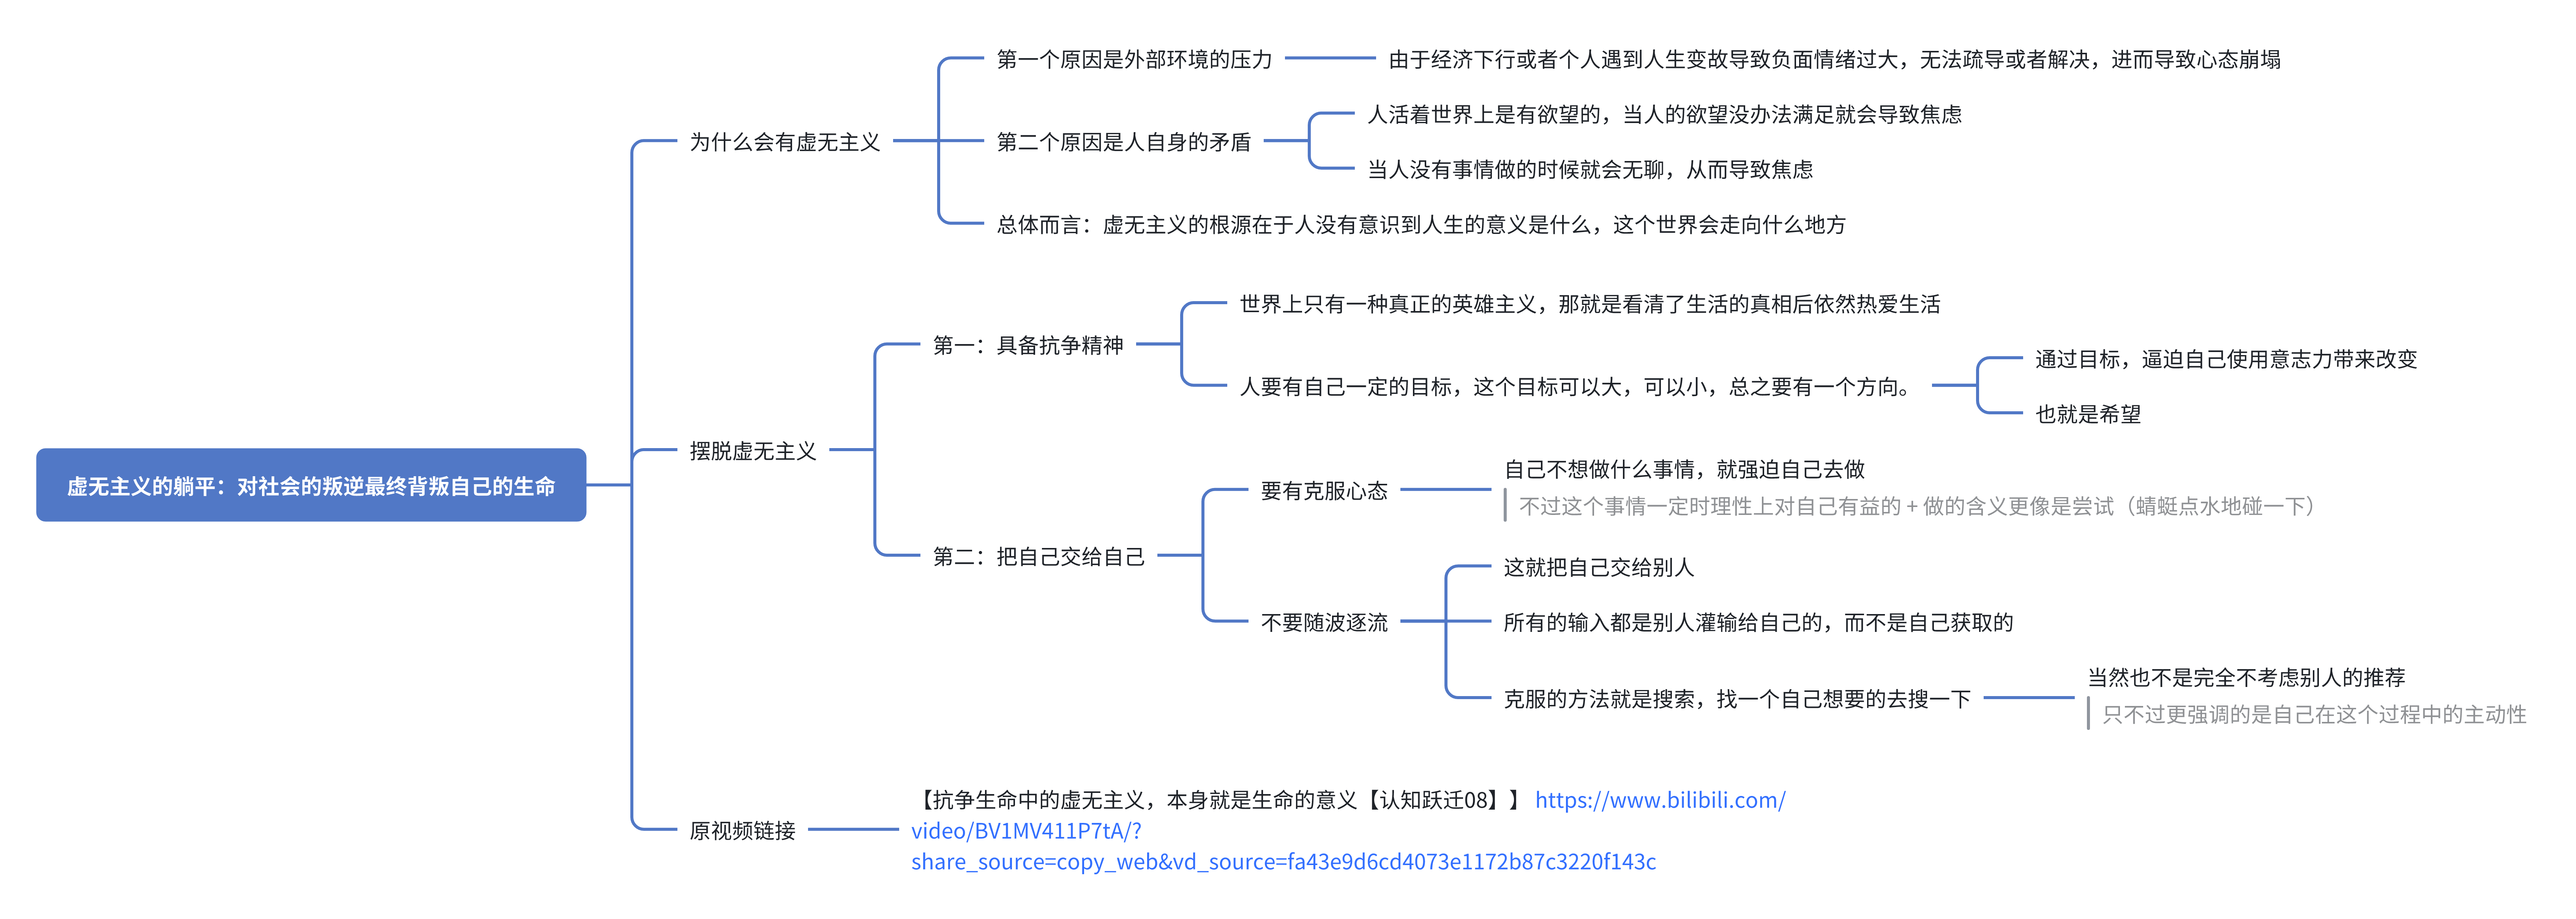 虚无主义的躺平：对社会的叛逆最终背叛自己的生命
为什么会有虚无主义
第一个原因是外部环境的压力
由于经济下行或者个人遇到人生变故导致负面情绪过大，无法疏导或者解决，进而导致心态崩塌
第二个原因是人自身的矛盾
人活着世界上是有欲望的，当人的欲望没办法满足就会导致焦虑
当人没有事情做的时候就会无聊，从而导致焦虑
总体而言：虚无主义的根源在于人没有意识到人生的意义是什么，这个世界会走向什么地方
摆脱虚无主义
第一：具备抗争精神
世界上只有一种真正的英雄主义，那就是看清了生活的真相后依然热爱生活
人要有自己一定的目标，这个目标可以大，可以小，总之要有一个方向。
通过目标，逼迫自己使用意志力带来改变
也就是希望
第二：把自己交给自己
要有克服心态
自己不想做什么事情，就强迫自己去做
不过这个事情一定时理性上对自己有益的 + 做的含义更像是尝试（蜻蜓点水地碰一下）
不要随波逐流
这就把自己交给别人
所有的输入都是别人灌输给自己的，而不是自己获取的
克服的方法就是搜索，找一个自己想要的去搜一下
当然也不是完全不考虑别人的推荐
只不过更强调的是自己在这个过程中的主动性
原视频链接
【抗争生命中的虚无主义，本身就是生命的意义【认知跃迁08】】 https://www.bilibili.com/
video/BV1MV411P7tA/?
share_source=copy_web&vd_source=fa43e9d6cd4073e1172b87c3220f143c